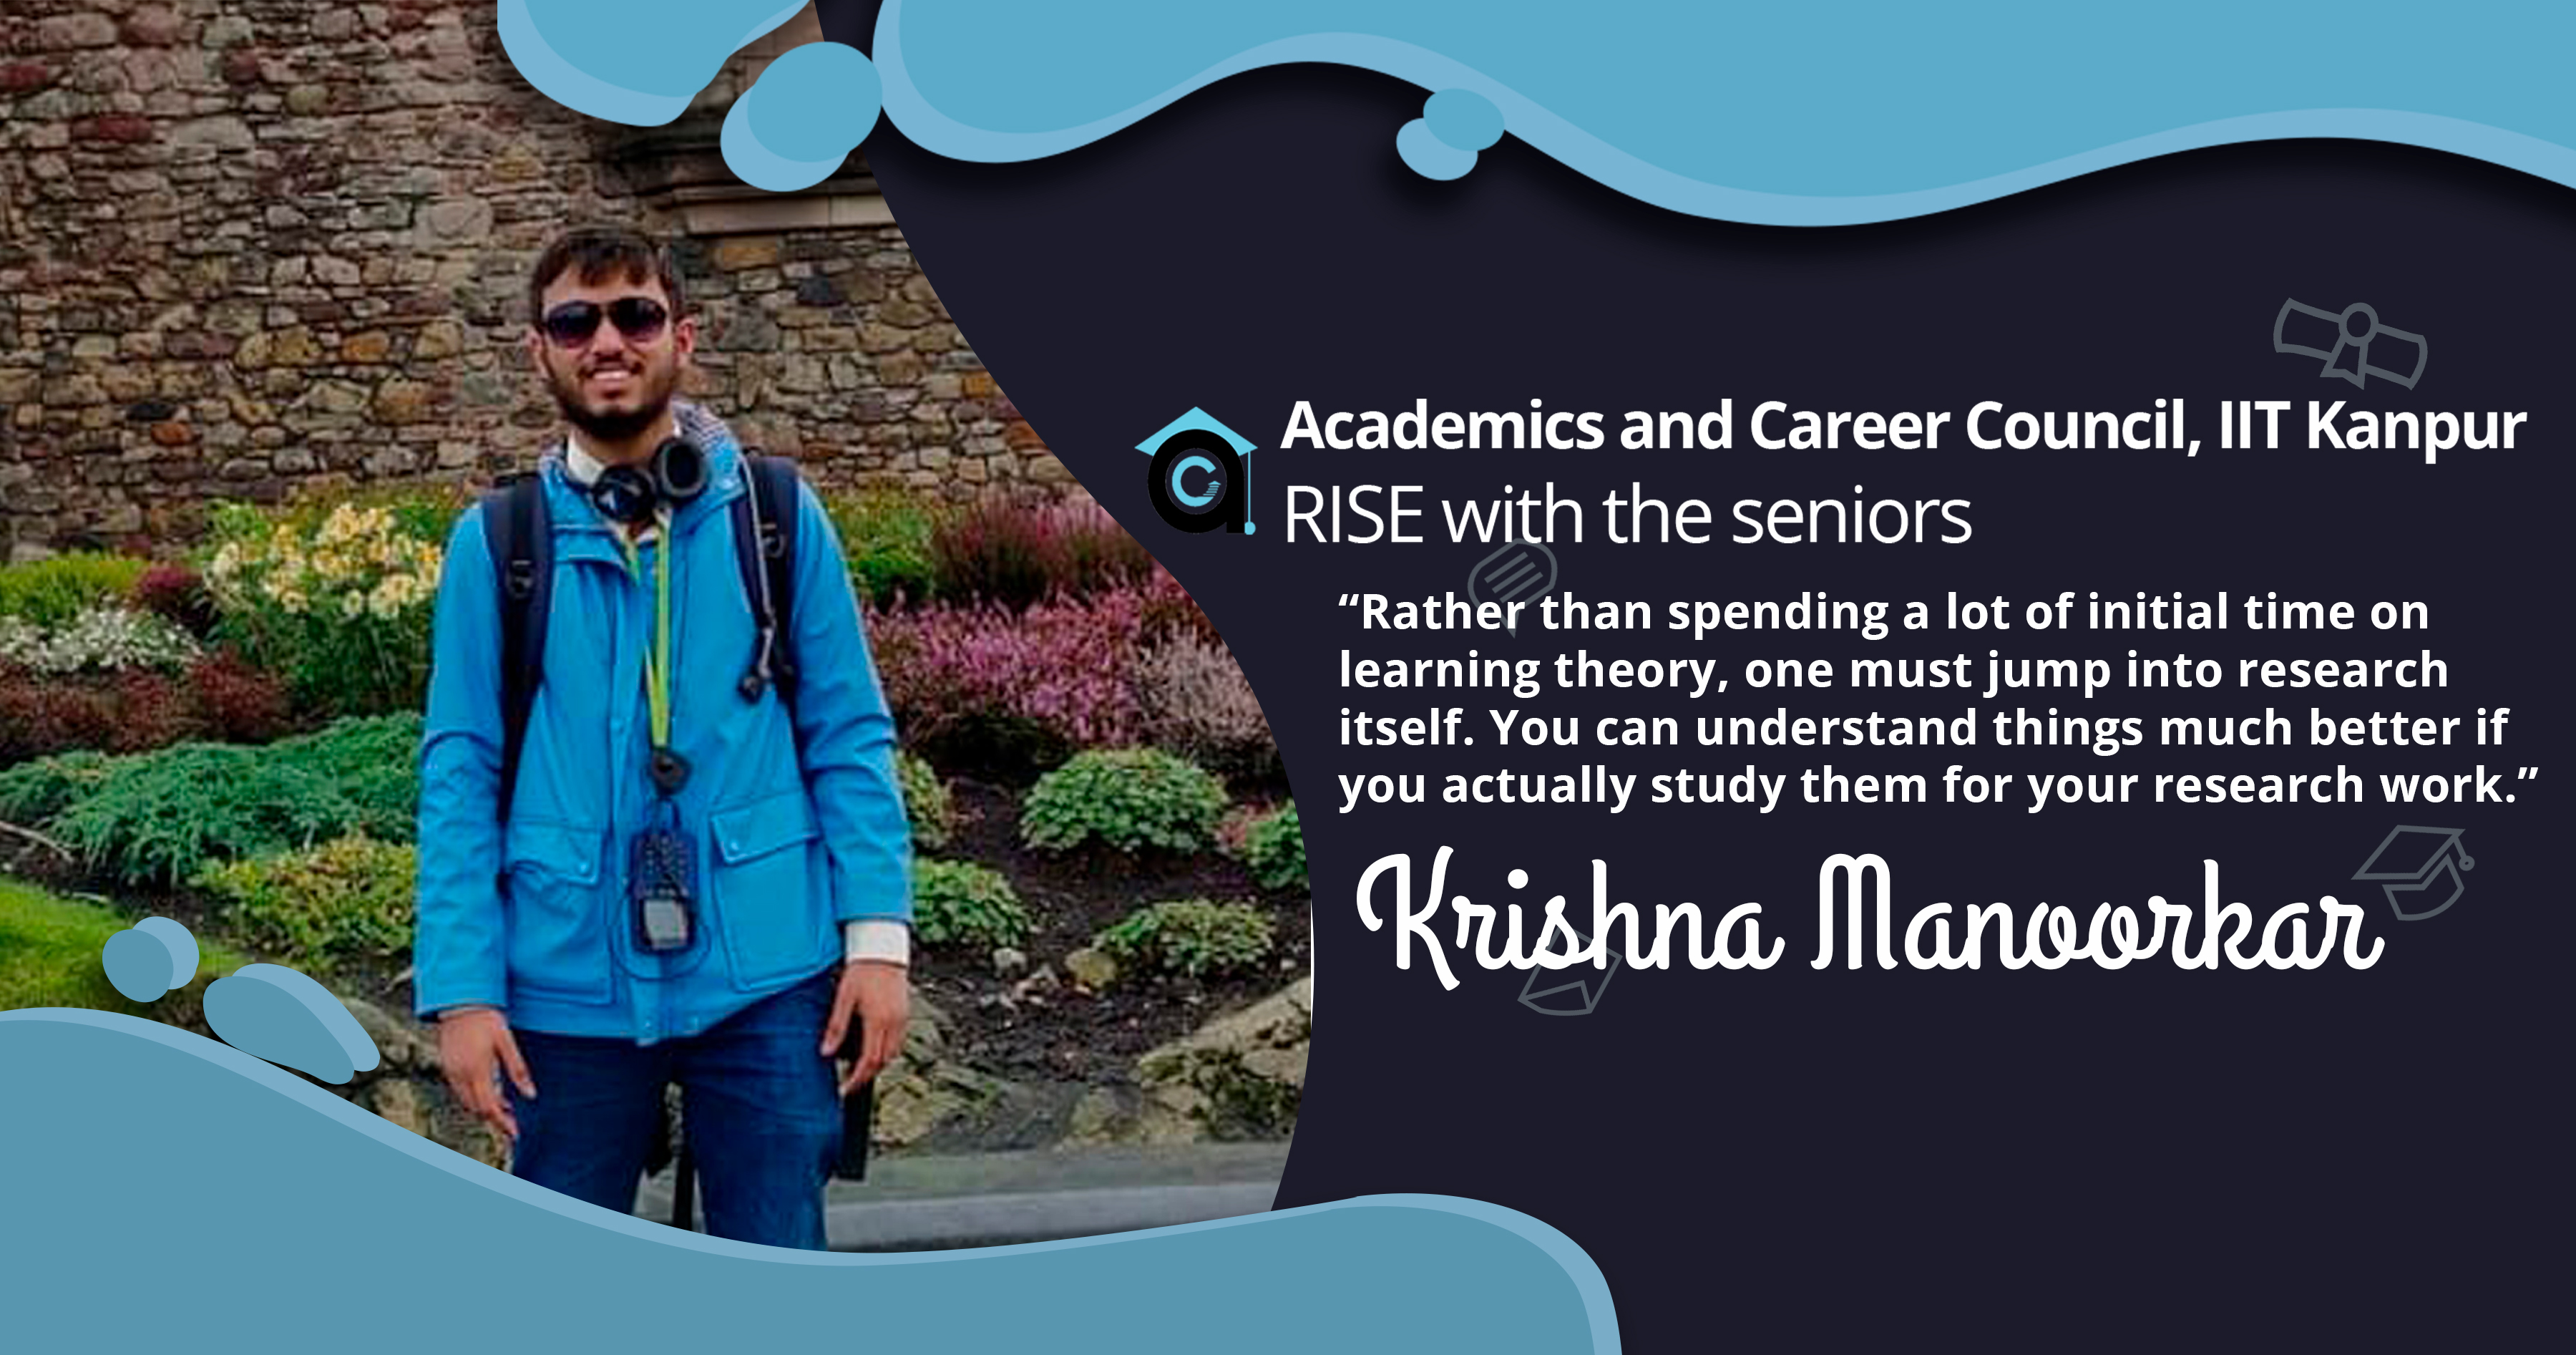 Academics and Career Council, IIT Kanpur
RISE with the seniors
“Rather than spending a lot of initial time on
learning theory, one must jump into research
itself. You can understand things much better if
you actually study them for your research work.”
Krishna Manoorkar